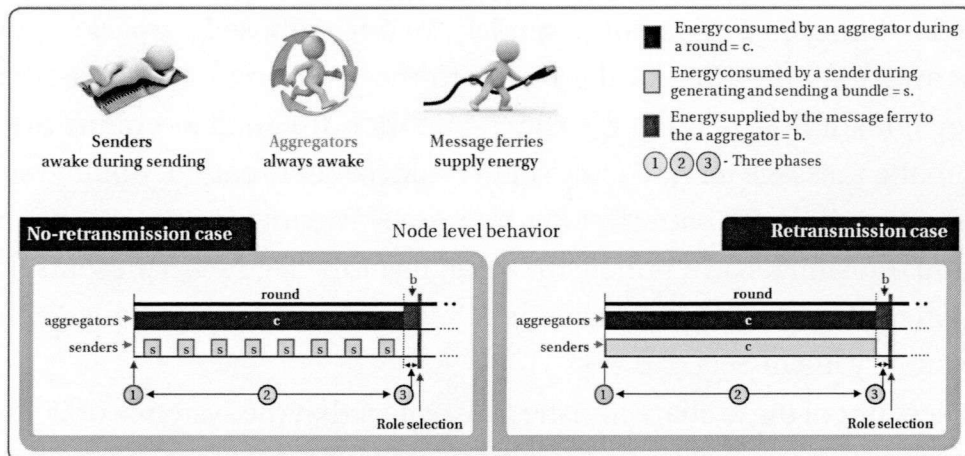 Senders
awake during sending
Aggregators
always awake
Message ferries
supply energy
Energy consumed by an aggregator during
a round = c.
Energy consumed by a sender during
generating and sending a bundle = s.
Energy supplied by the message ferry to
the a aggregator = b.
1 2 3 - Three phases
No-retransmission case
Node level behavior
Retransmission case
b
round
aggregators
c
senders
s s s s s s s s
1 2 3
Role selection
b
round
aggregators
c
senders
c
1 2 3
Role selection